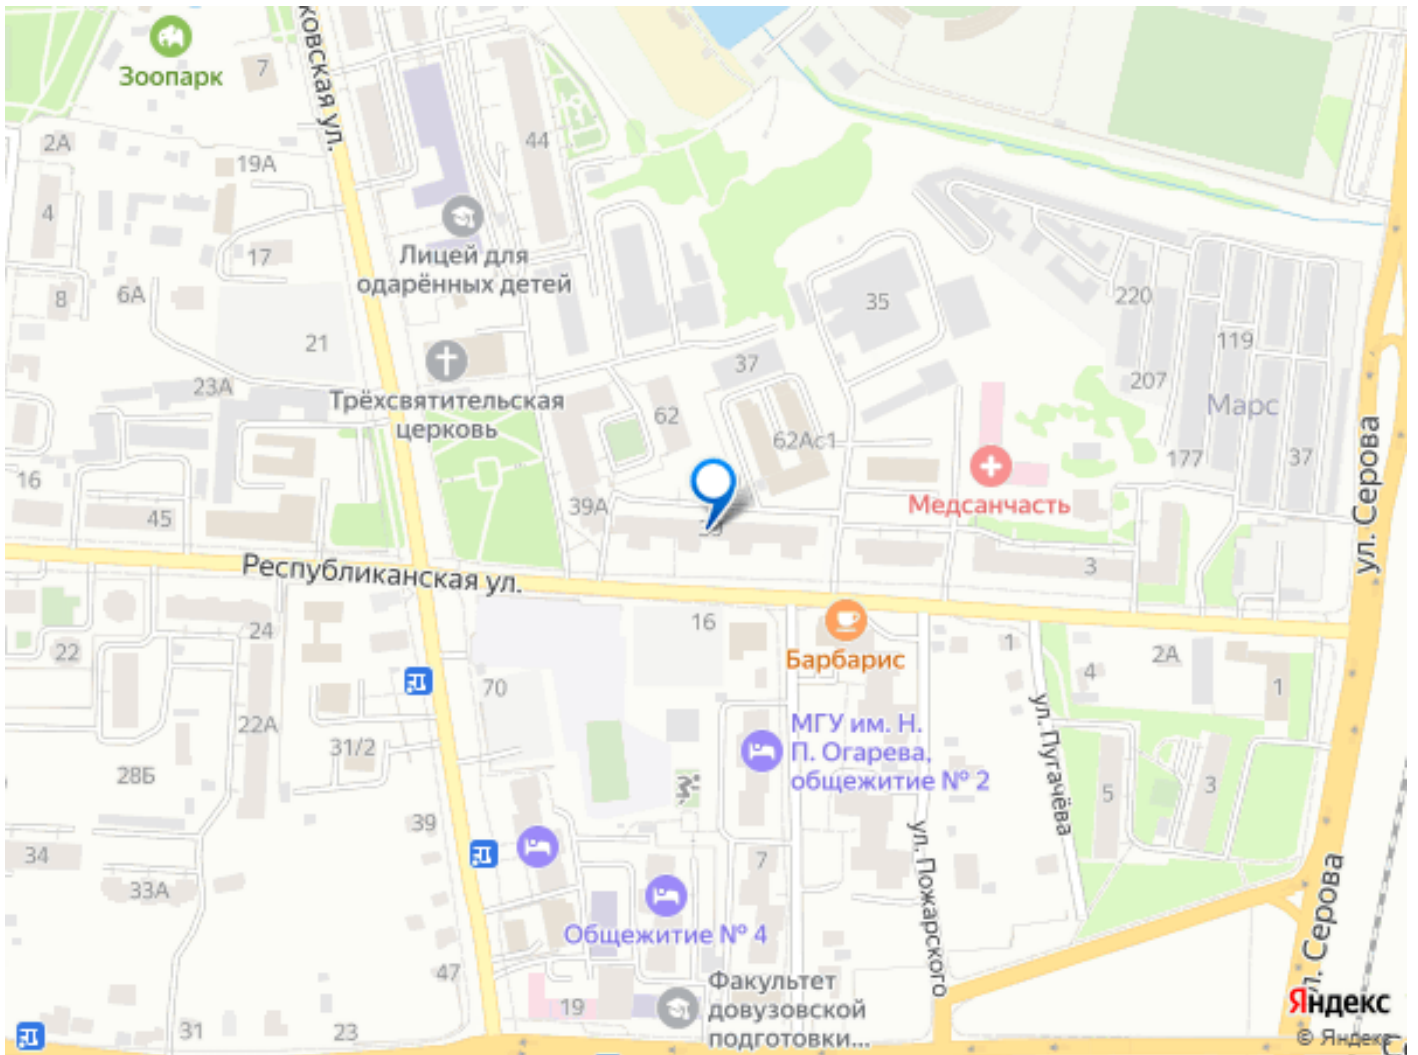 Зоопарк
7
ковская ул.
2А
19А
44
4
17
Лицей для
одарённых детей
8
6А
35
220
119
21
37
207
23А
Трёхсвятительская
церковь
62
Марс
62Ас1
177
37
16
39А
Медсанчасть
ул. Серова
45
Республиканская ул.
3
24
16
1
22
Барбарис
2А
4
70
1
ул. Пугачёва
22А
31/2
МГУ им. Н.
П. Огарева,
общежитие № 2
28Б
5
3
39
34
7
ул. Пожарского
33А
Общежитие № 4
ул. Серова
47
Факультет
довузовской
подготовки...
19
31
23
Яндекс
© Яндекс